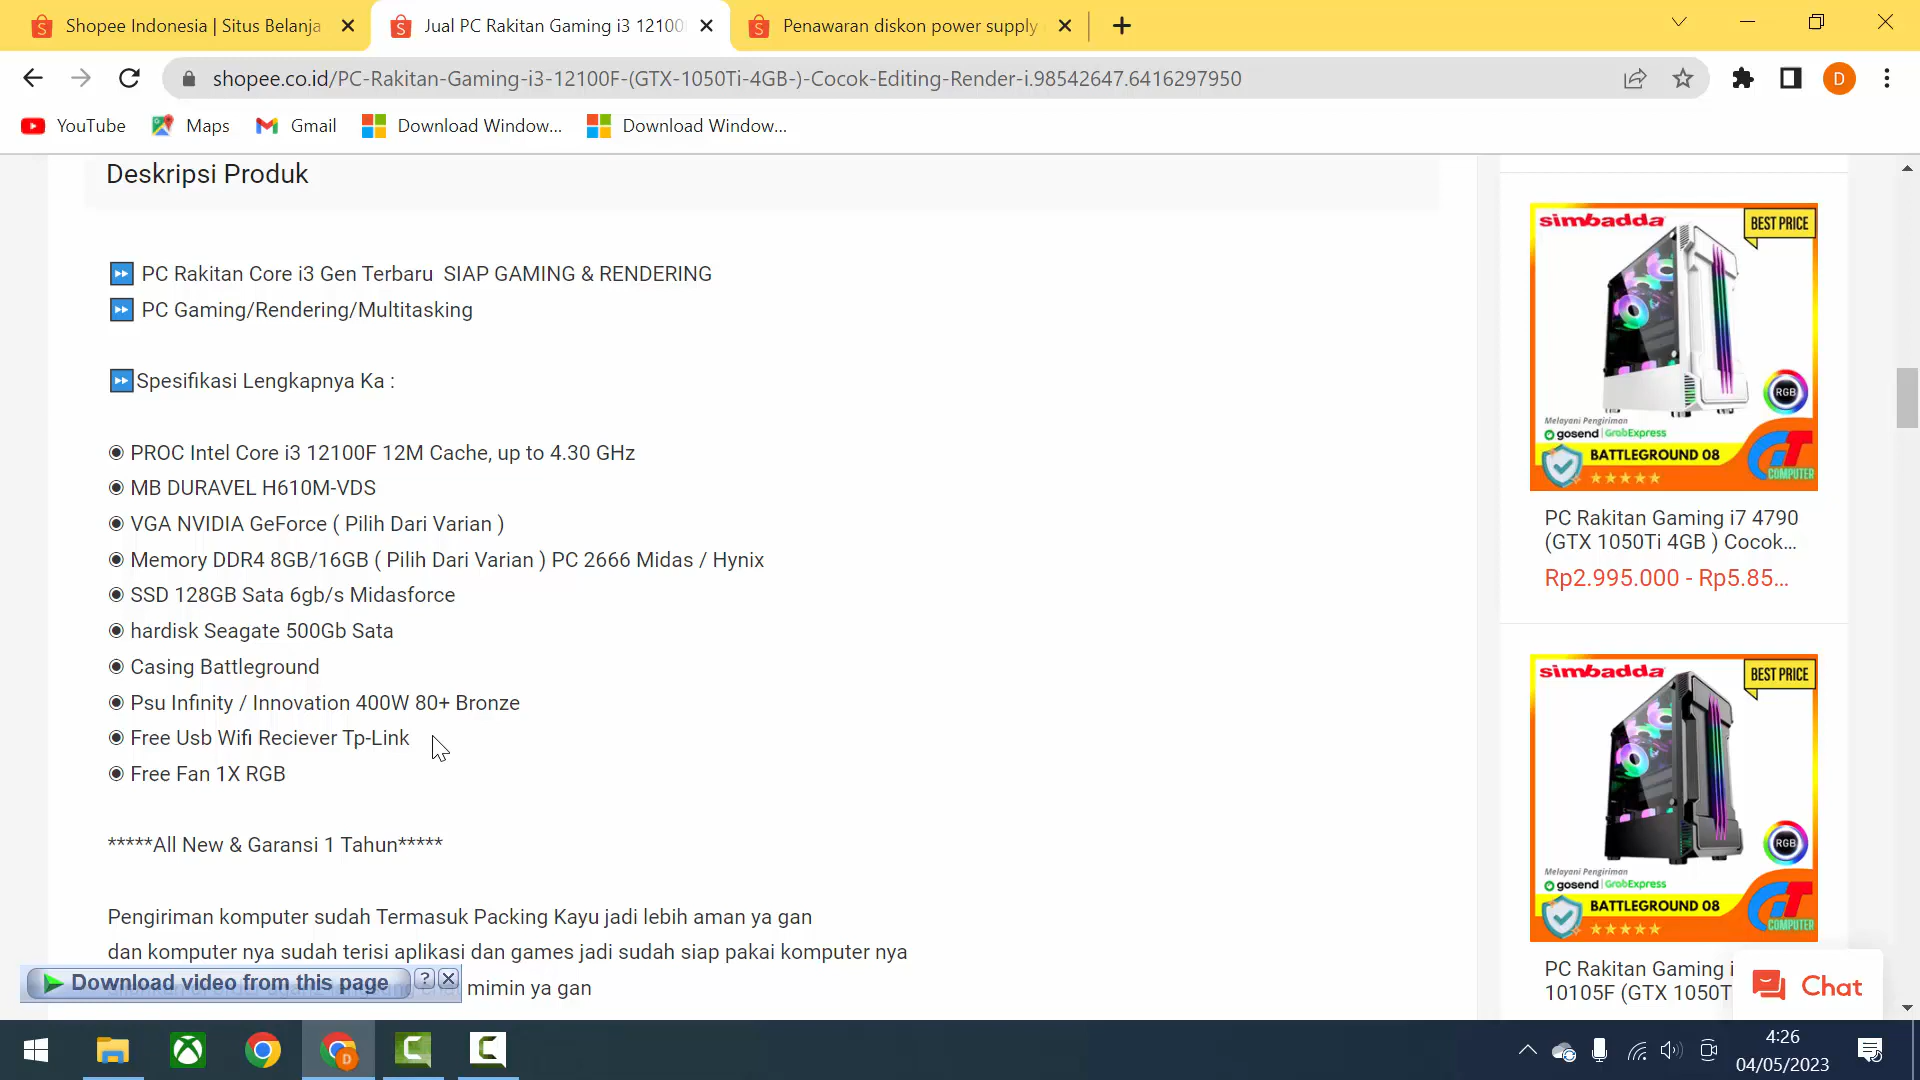 Shopee Indonesia | Situs Belanja
Jual PC Rakitan Gaming i3 12100
Penawaran diskon power supply
shopee.co.id/PC-Rakitan-Gaming-i3-12100F-(GTX-1050Ti-4GB-)-Cocok-Editing-Render-i.98542647.6416297950
D
YouTube
Maps
Gmail
Download Window...
Download Window...
Deskripsi Produk
PC Rakitan Core i3 Gen Terbaru SIAP GAMING & RENDERING
PC Gaming/Rendering/Multitasking
Spesifikasi Lengkapnya Ka :
◉ PROC Intel Core i3 12100F 12M Cache, up to 4.30 GHz
◉ MB DURAVEL H610M-VDS
◉ VGA NVIDIA GeForce ( Pilih Dari Varian )
◉ Memory DDR4 8GB/16GB ( Pilih Dari Varian ) PC 2666 Midas / Hynix
◉ SSD 128GB Sata 6gb/s Midasforce
◉ hardisk Seagate 500Gb Sata
◉ Casing Battleground
◉ Psu Infinity / Innovation 400W 80+ Bronze
◉ Free Usb Wifi Reciever Tp-Link
◉ Free Fan 1X RGB
*****All New & Garansi 1 Tahun*****
Pengiriman komputer sudah Termasuk Packing Kayu jadi lebih aman ya gan
dan komputer nya sudah terisi aplikasi dan games jadi sudah siap pakai komputer nya
mimin ya gan
Download video from this page
?
simbadda
BEST PRICE
RGB
Melayani Pengiriman
gosend | GrabExpress
BATTLEGROUND 08
COMPUTER
PC Rakitan Gaming i7 4790
(GTX 1050Ti 4GB ) Cocok...
Rp2.995.000 - Rp5.85...
simbadda
BEST PRICE
RGB
Melayani Pengiriman
gosend | GrabExpress
BATTLEGROUND 08
COMPUTER
PC Rakitan Gaming i
10105F (GTX 1050T
Chat
D
4:26
04/05/2023